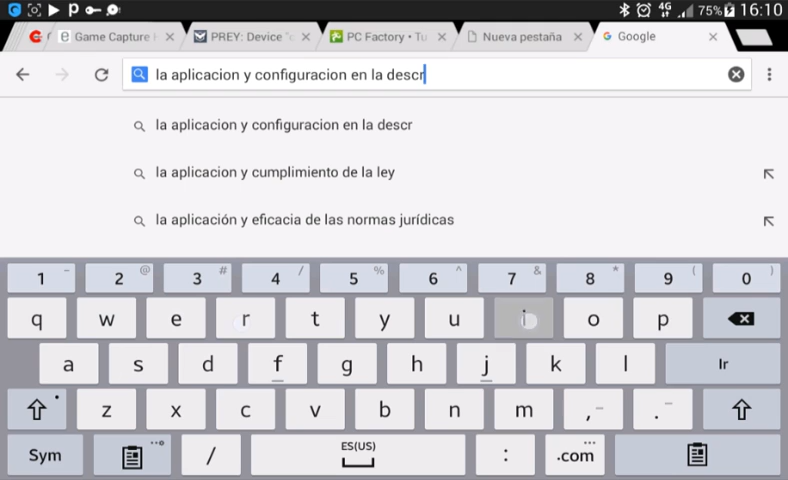 4G 75% 16:10
Game Capture
PREY: Device
PC Factory • Tu
Nueva pestaña
Google
la aplicacion y configuracion en la descr
la aplicacion y configuracion en la descr
la aplicacion y cumplimiento de la ley
la aplicación y eficacia de las normas jurídicas
1 - 2 @ 3 # 4 / 5 % 6 ^ 7 & 8 * 9 ( 0 )
q w e r t y u i o p
a s d f g h j k l Ir
z x c v b n m , - . -
Sym / ES(US) : .com